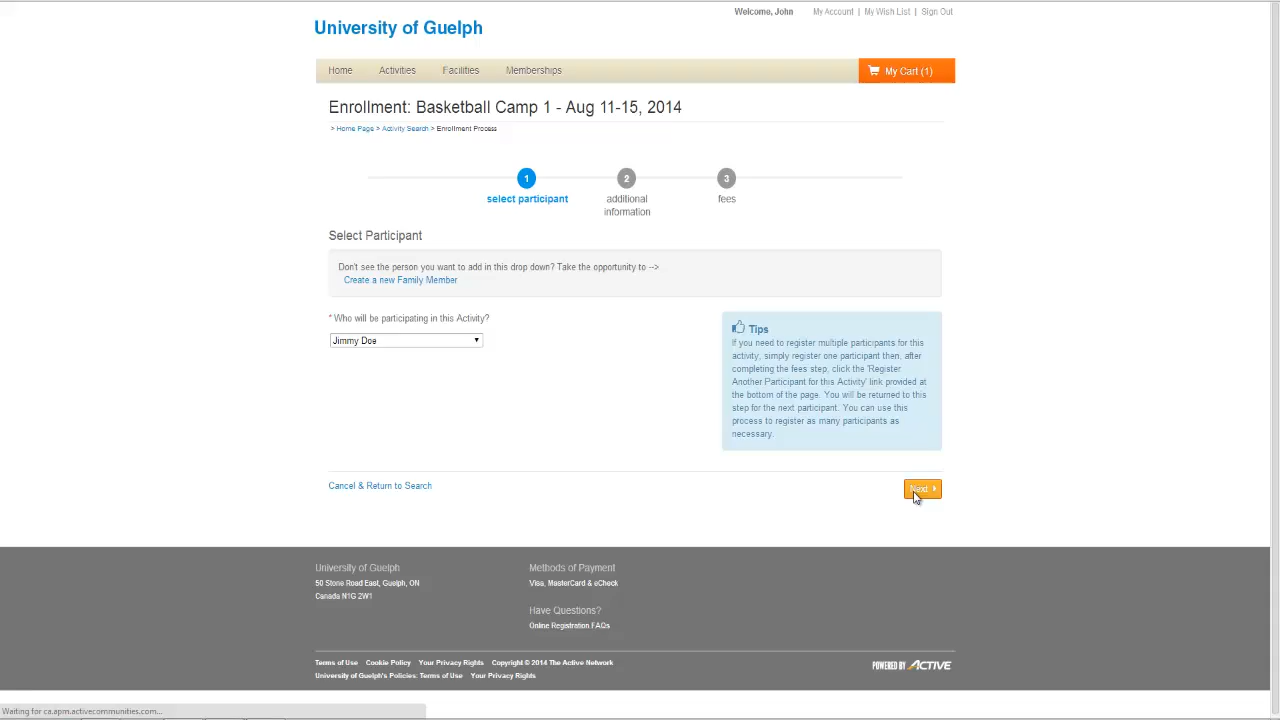 Welcome, John My Account | My Wish List | Sign Out
University of Guelph
Home Activities Facilities Memberships My Cart (1)
Enrollment: Basketball Camp 1 - Aug 11-15, 2014
> Home Page > Activity Search > Enrollment Process
1 2 3
select participant additional information fees
Select Participant
Don't see the person you want to add in this drop down? Take the opportunity to -->
Create a new Family Member
* Who will be participating in this Activity?
Jimmy Doe
Tips
If you need to register multiple participants for this
activity, simply register one participant then, after
completing the fees step, click the 'Register
Another Participant for this Activity' link provided at
the bottom of the page. You will be returned to this
step for the next participant. You can use this
process to register as many participants as
necessary.
Cancel & Return to Search
Next
University of Guelph
50 Stone Road East, Guelph, ON
Canada N1G 2W1
Methods of Payment
Visa, MasterCard & eCheck
Have Questions?
Online Registration FAQs
Terms of Use Cookie Policy Your Privacy Rights Copyright © 2014 The Active Network
University of Guelph's Policies: Terms of Use Your Privacy Rights
POWERED BY ACTIVE
Waiting for ca.apm.activecommunities.com...